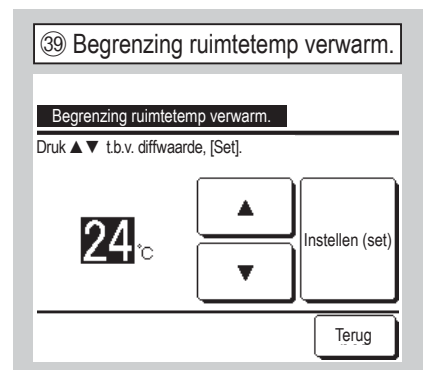 ㊴ Begrenzing ruimtetemp verwarm.
Begrenzing ruimtetemp verwarm.
Druk ▲▼ t.b.v. diffwaarde, [Set].
▲
24 °C
Instellen (set)
▼
Terug